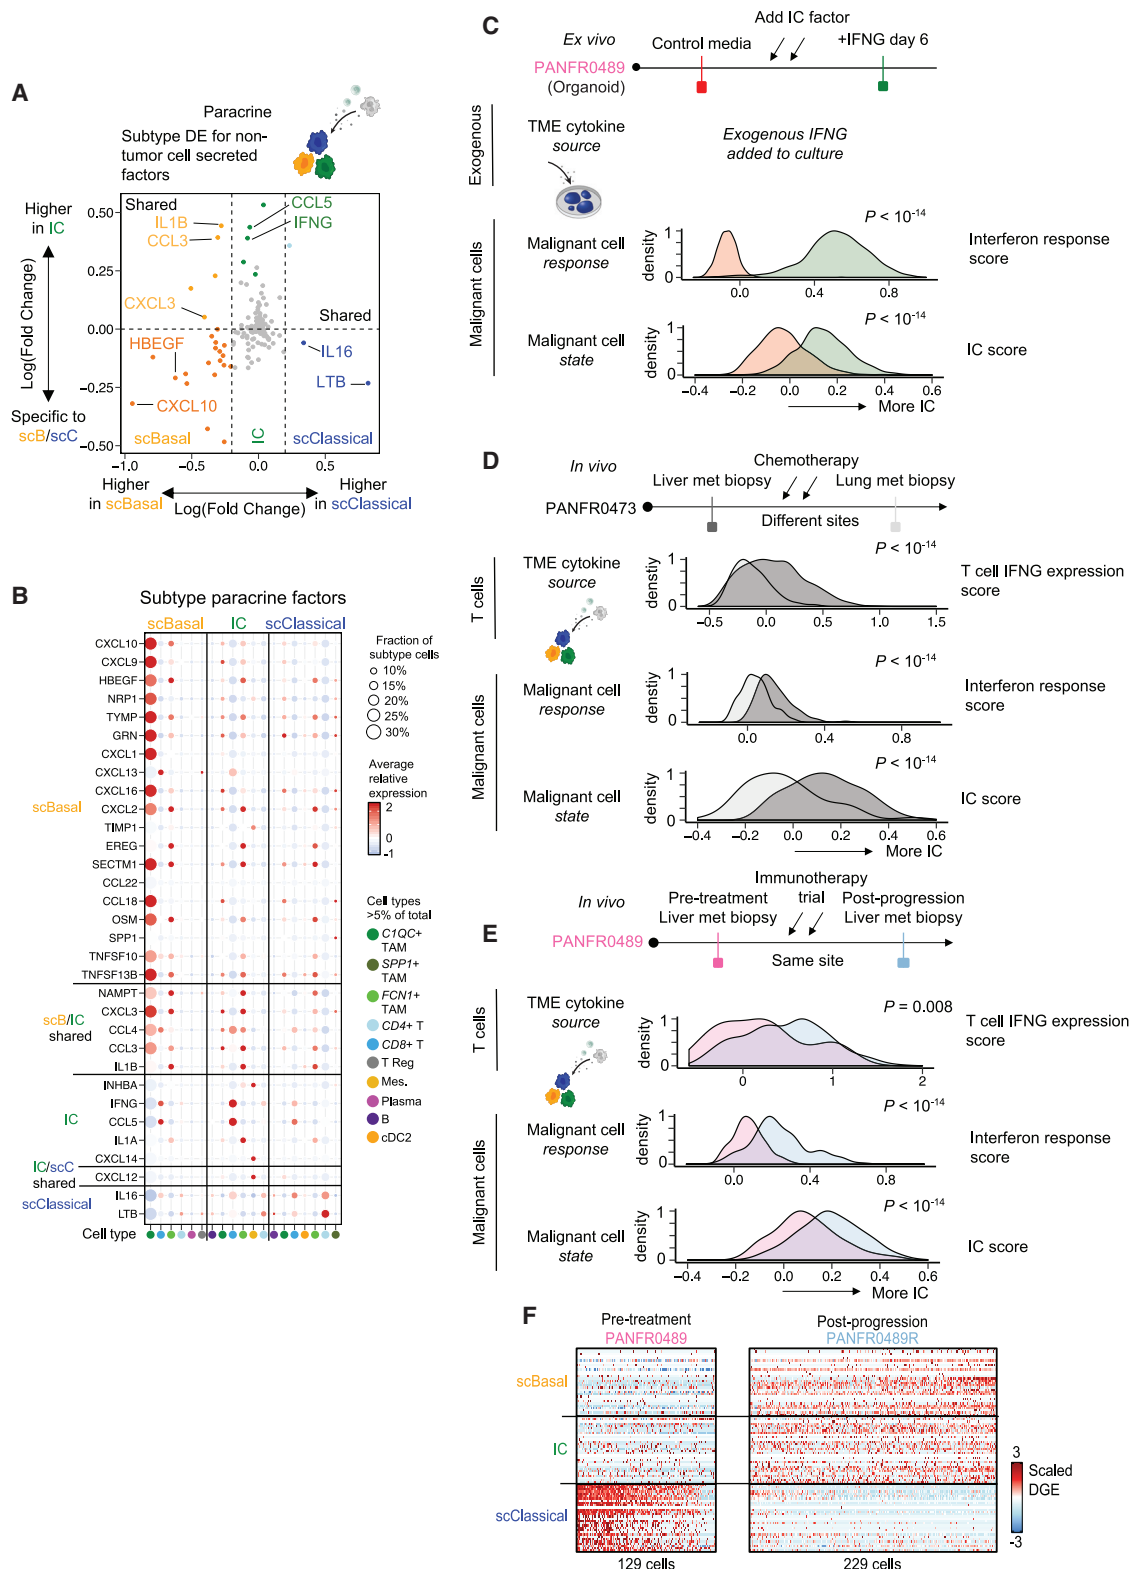 A
Paracrine
Subtype DE for non-
tumor cell secreted
factors
Higher
in IC
Log(Fold Change)
Specific to
scB/scC
0.50
0.25
0.00
−0.25
−0.50
Shared
IL1B
CCL3
CXCL3
HBEGF
CXCL10
scBasal
CCL5
IFNG
IC
Shared
IL16
LTB
scClassical
−1.0
−0.5
0.0
0.5
Higher
in scBasal
Log(Fold Change)
Higher
in scClassical
B
Subtype paracrine factors
scBasal
IC
scClassical
CXCL10
CXCL9
HBEGF
NRP1
TYMP
GRN
CXCL1
CXCL13
CXCL16
CXCL2
TIMP1
EREG
SECTM1
CCL22
CCL18
OSM
SPP1
TNFSF10
TNFSF13B
NAMPT
CXCL3
CCL4
CCL3
IL1B
INHBA
IFNG
CCL5
IL1A
CXCL14
CXCL12
IL16
LTB
scBasal
scB/IC
shared
IC
IC/scC
shared
scClassical
Cell type
Fraction of
subtype cells
10%
15%
20%
25%
30%
Average
relative
expression
2
0
-1
Cell types
>5% of total
C1QC+
TAM
SPP1+
TAM
FCN1+
TAM
CD4+ T
CD8+ T
T Reg
Mes.
Plasma
B
cDC2
C
Ex vivo
PANFR0489
(Organoid)
Control media
Add IC factor
+IFNG day 6
Exogenous
TME cytokine
source
Exogenous IFNG
added to culture
Malignant cells
Malignant cell
response
density
1
0
0.0
0.4
0.8
P < 10-14
Interferon response
score
Malignant cell
state
density
1
0
−0.4
−0.2
0.0
0.2
0.4
0.6
More IC
P < 10-14
IC score
D
In vivo
PANFR0473
Liver met biopsy
Chemotherapy
Lung met biopsy
Different sites
T cells
TME cytokine
source
denstiy
1
0
−0.5
0.0
0.5
1.0
1.5
P < 10-14
T cell IFNG expression
score
Malignant cells
Malignant cell
response
density
1
0
0.0
0.4
0.8
P < 10-14
Interferon response
score
Malignant cell
state
density
1
0
−0.4
−0.2
0.0
0.2
0.4
0.6
More IC
P < 10-14
IC score
E
In vivo
PANFR0489
Pre-treatment
Liver met biopsy
Immunotherapy
trial
Post-progression
Liver met biopsy
Same site
T cells
TME cytokine
source
density
1
0
0
1
2
P = 0.008
T cell IFNG expression
score
Malignant cells
Malignant cell
response
density
1
0
0.0
0.4
0.8
P < 10-14
Interferon response
score
Malignant cell
state
density
1
0
−0.4
−0.2
0.0
0.2
0.4
0.6
More IC
P < 10-14
IC score
F
Pre-treatment
PANFR0489
Post-progression
PANFR0489R
scBasal
IC
scClassical
129 cells
229 cells
3
Scaled
DGE
-3